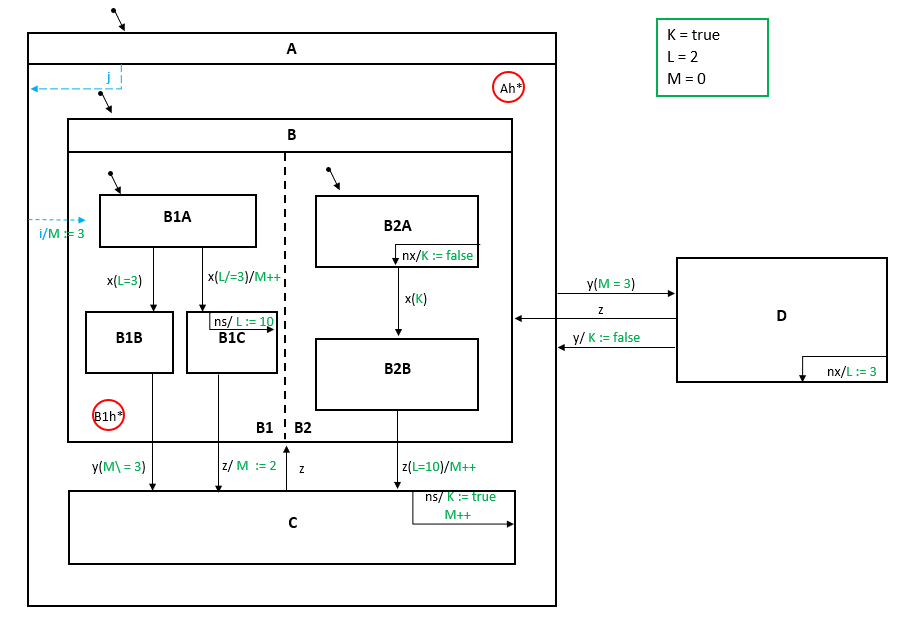 A
K = true
L = 2
M = 0
j
Ah*
B
B1A
B2A
i/M := 3
nx/K := false
x(L=3)
x(L/=3)/M++
x(K)
y(M = 3)
z
D
y/ K := false
ns/ L := 10
B1B
B1C
B2B
nx/L := 3
B1h*
B1
B2
y(M\ = 3)
z/ M := 2
z
z(L=10)/M++
ns/ K := true
M++
C